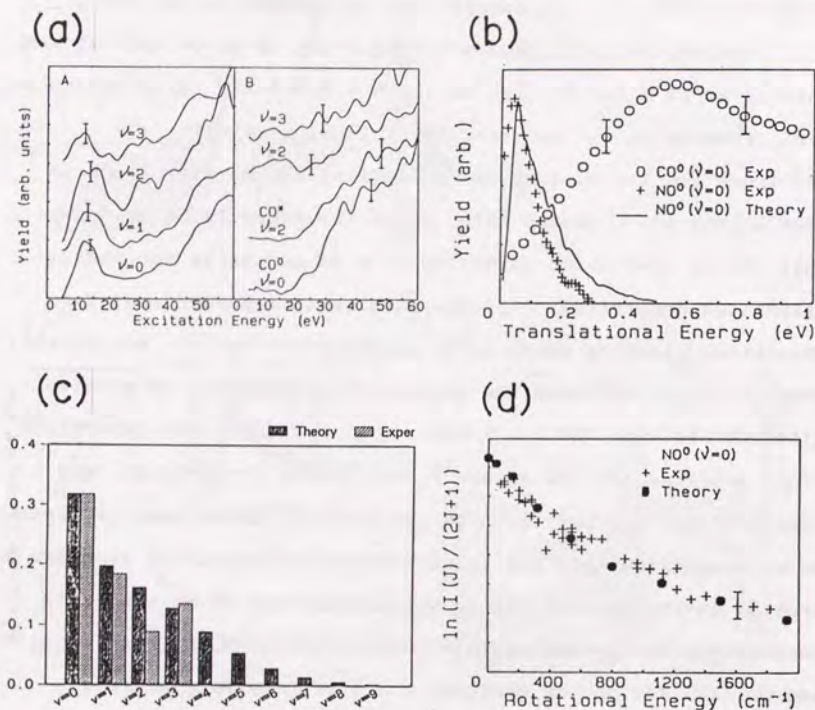 (a)
A
B
ν=3
ν=2
ν=1
ν=0
ν=3
ν=2
CO*
ν=2
CO*
ν=0
Yield (arb. units)
0 10 20 30 40 50 0 10 20 30 40 50 60
Excitation Energy (eV)
(b)
Yield (arb.)
CO⁰ (ν=0) Exp
+ NO⁰ (ν=0) Exp
NO⁰ (ν=0) Theory
0 0.2 0.4 0.6 0.8 1
Translational Energy (eV)
(c)
Theory Exper
0.4
0.3
0.2
0.1
0.0
ν=0 ν=1 ν=2 ν=3 ν=4 ν=5 ν=6 ν=7 ν=8 ν=9
(d)
NO⁰ (ν=0)
+ Exp
Theory
ln(I(J)/(2J+1))
0 400 800 1200 1600
Rotational Energy (cm⁻¹)